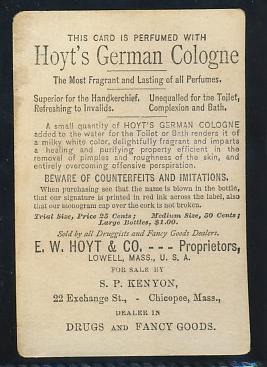 THIS CARD IS PERFUMED WITH
Hoyt's German Cologne
The Most Fragrant and Lasting of all Perfumes.
Superior for the Handkerchief. Unequalled for the Toilet,
Refreshing to Invalids. Complexion and Bath.
A small quantity of HOYT'S GERMAN COLOGNE
added to the water for the Toilet or Bath renders it of
a milky white color, delightfully fragrant and imparts
a healing and purifying property efficient in the
removal of pimples and roughness of the skin, and
entirely overcoming offensive perspiration.
BEWARE OF COUNTERFEITS AND IMITATIONS.
When purchasing see that the name is blown in the bottle,
that our signature is printed in red ink across the label, also
that our monogram cap over the cork is not broken.
Trial Size, Price 25 Cents; Medium Size, 50 Cents;
Large Bottles, $1.00.
Sold by all Druggists and Fancy Goods Dealers.
E. W. HOYT & CO. - - - Proprietors,
LOWELL, MASS., U. S. A.
FOR SALE BY
S. P. KENYON,
22 Exchange St., - Chicopee, Mass.,
DEALER IN
DRUGS AND FANCY GOODS.